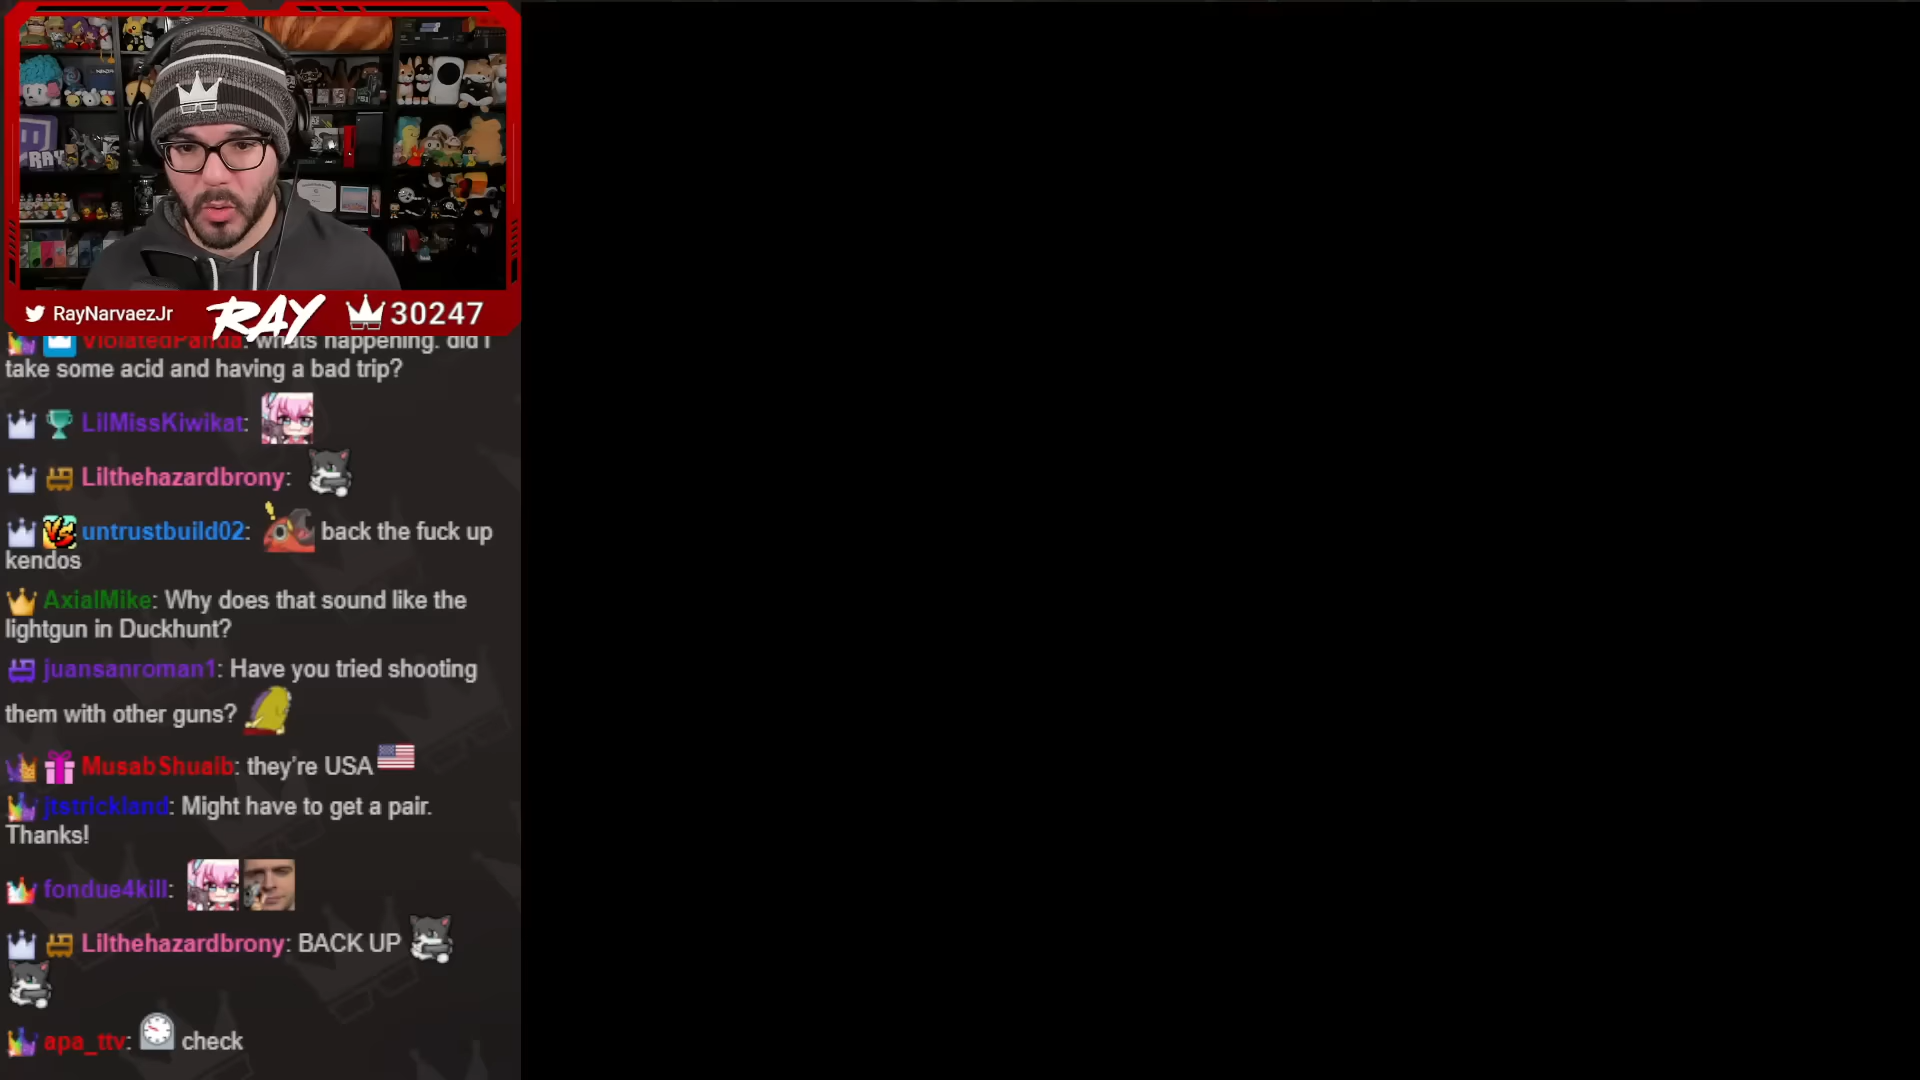 RAY
RayNarvaezJr RAY 30247
ViolatedPanda: whats happening. did I
take some acid and having a bad trip?
LilMissKiwikat:
Lilthehazardbrony:
untrustbuild02: back the fuck up
kendos
AxialMike: Why does that sound like the
lightgun in Duckhunt?
juansanroman1: Have you tried shooting
them with other guns?
MusabShuaib: they're USA
jtstrickland: Might have to get a pair.
Thanks!
fondue4kill:
Lilthehazardbrony: BACK UP
apa_ttv: check